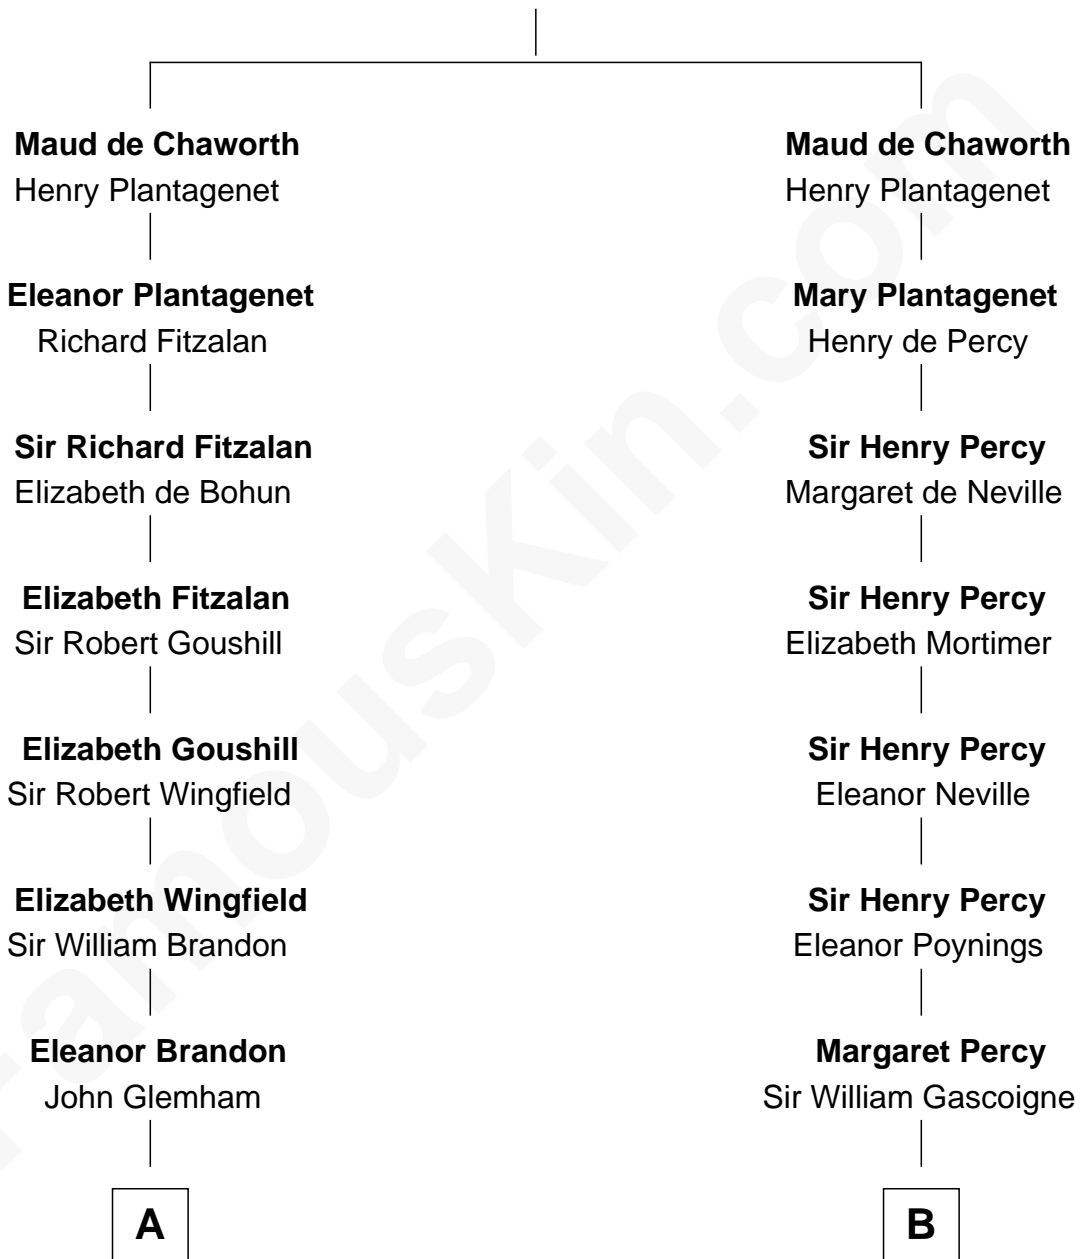 Maud de Chaworth
Henry Plantagenet
Eleanor Plantagenet
Richard Fitzalan
Sir Richard Fitzalan
Elizabeth de Bohun
Elizabeth Fitzalan
Sir Robert Goushill
Elizabeth Goushill
Sir Robert Wingfield
Elizabeth Wingfield
Sir William Brandon
Eleanor Brandon
John Glemham
A
Maud de Chaworth
Henry Plantagenet
Mary Plantagenet
Henry de Percy
Sir Henry Percy
Margaret de Neville
Sir Henry Percy
Elizabeth Mortimer
Sir Henry Percy
Eleanor Neville
Sir Henry Percy
Eleanor Poynings
Margaret Percy
Sir William Gascoigne
B
FamousKin.com